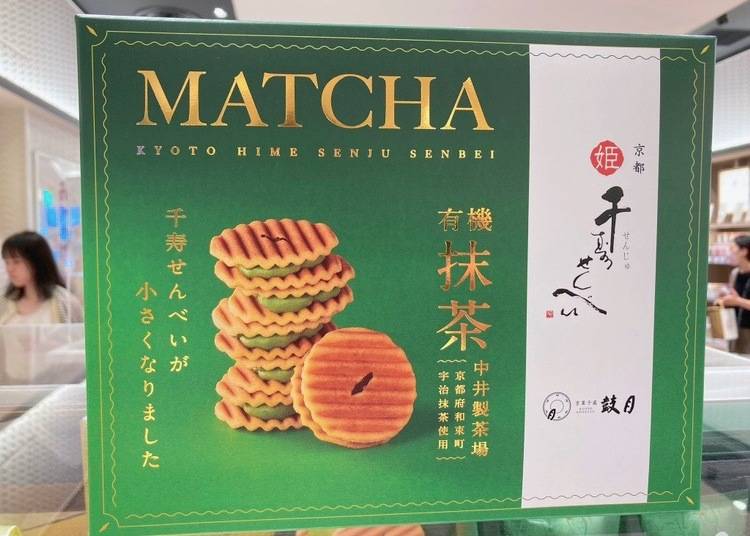 MATCHA
KYOTO HIME SENJU SENBEI
有機
抹茶
中井製茶場
京都府和束町
宇治抹茶使用
千寿せんべいが
小さくなりました
京都
姫
千寿せんべい
せんじゅ
京菓子處
鼓月